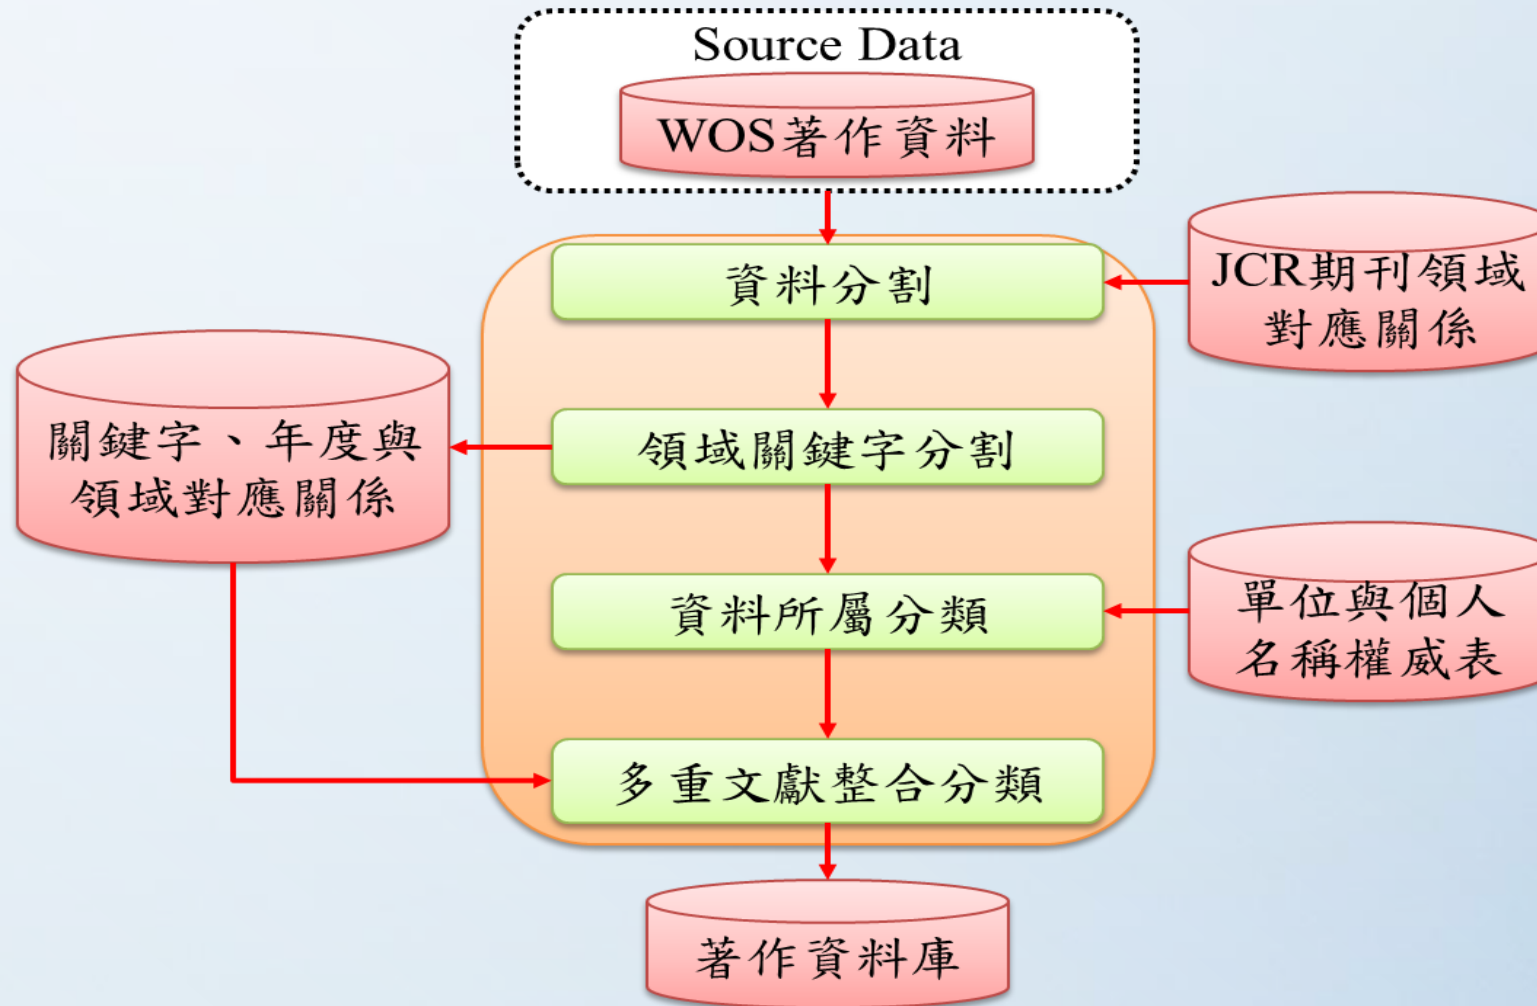 Source Data
WOS著作資料
資料分割
JCR期刊領域
對應關係
領域關鍵字分割
關鍵字、年度與
領域對應關係
資料所屬分類
單位與個人
名稱權威表
多重文獻整合分類
著作資料庫